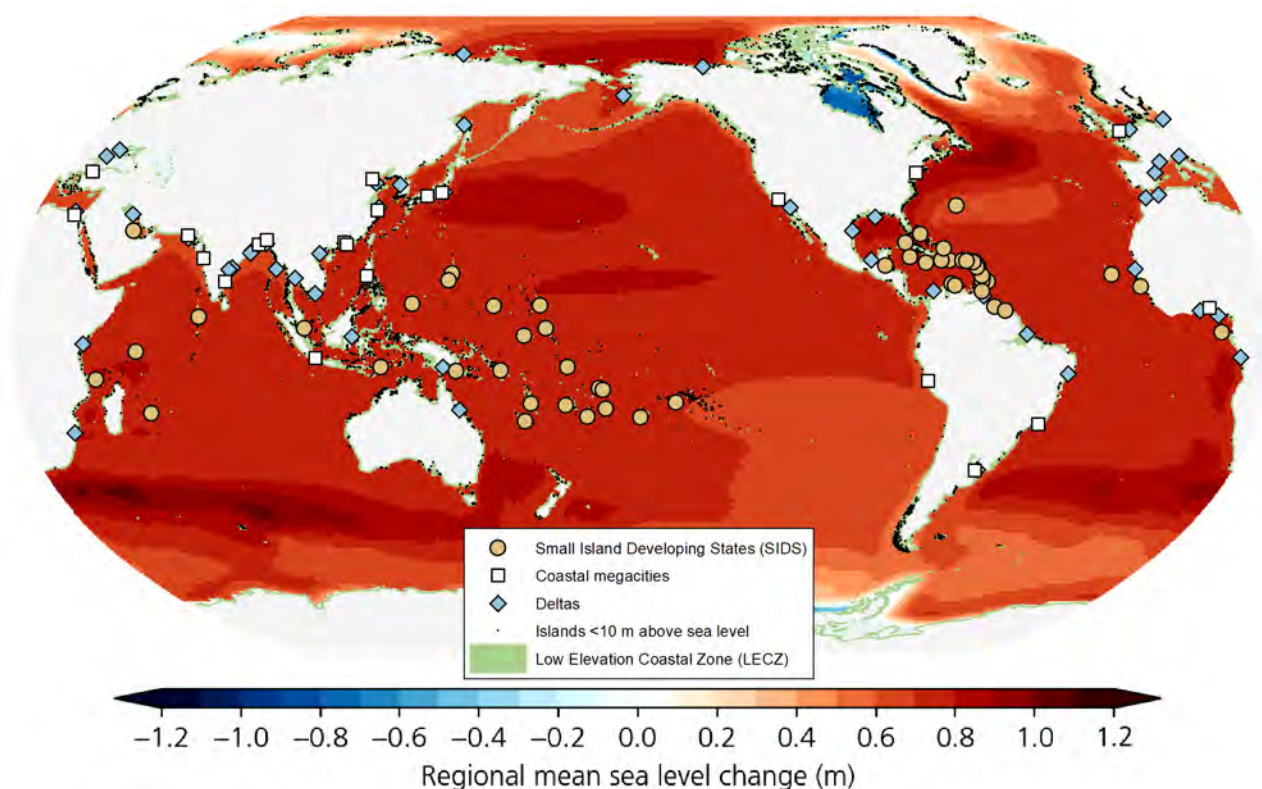 Small Island Developing States (SIDS)
Coastal megacities
Deltas
Islands <10 m above sea level
Low Elevation Coastal Zone (LECZ)
−1.2 −1.0 −0.8 −0.6 −0.4 −0.2 0.0 0.2 0.4 0.6 0.8 1.0 1.2
Regional mean sea level change (m)